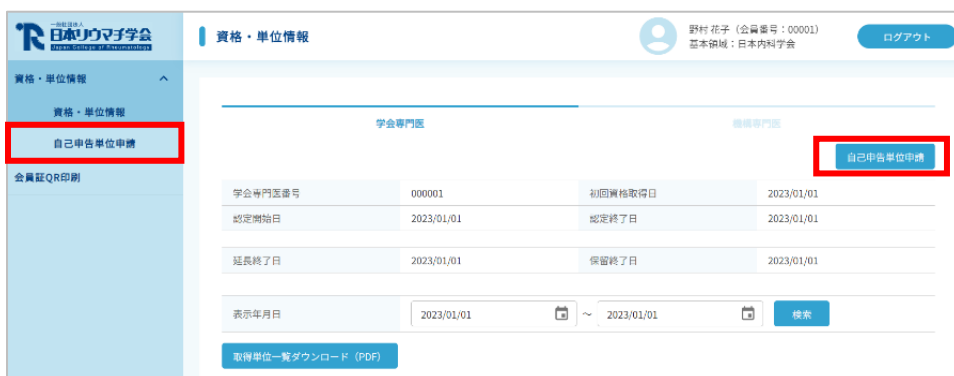 一般社団法人
日本リウマチ学会
Japan College of Rheumatology
資格・単位情報
野村 花子（会員番号：00001）
基本領域：日本内科学会
ログアウト
資格・単位情報
資格・単位情報
自己申告単位申請
会員証QR印刷
学会専門医
機構専門医
自己申告単位申請
学会専門医番号 000001 初回資格取得日 2023/01/01
認定開始日 2023/01/01 認定終了日 2023/01/01
延長終了日 2023/01/01 保留終了日 2023/01/01
表示年月日 2023/01/01 ～ 2023/01/01 検索
取得単位一覧ダウンロード（PDF）